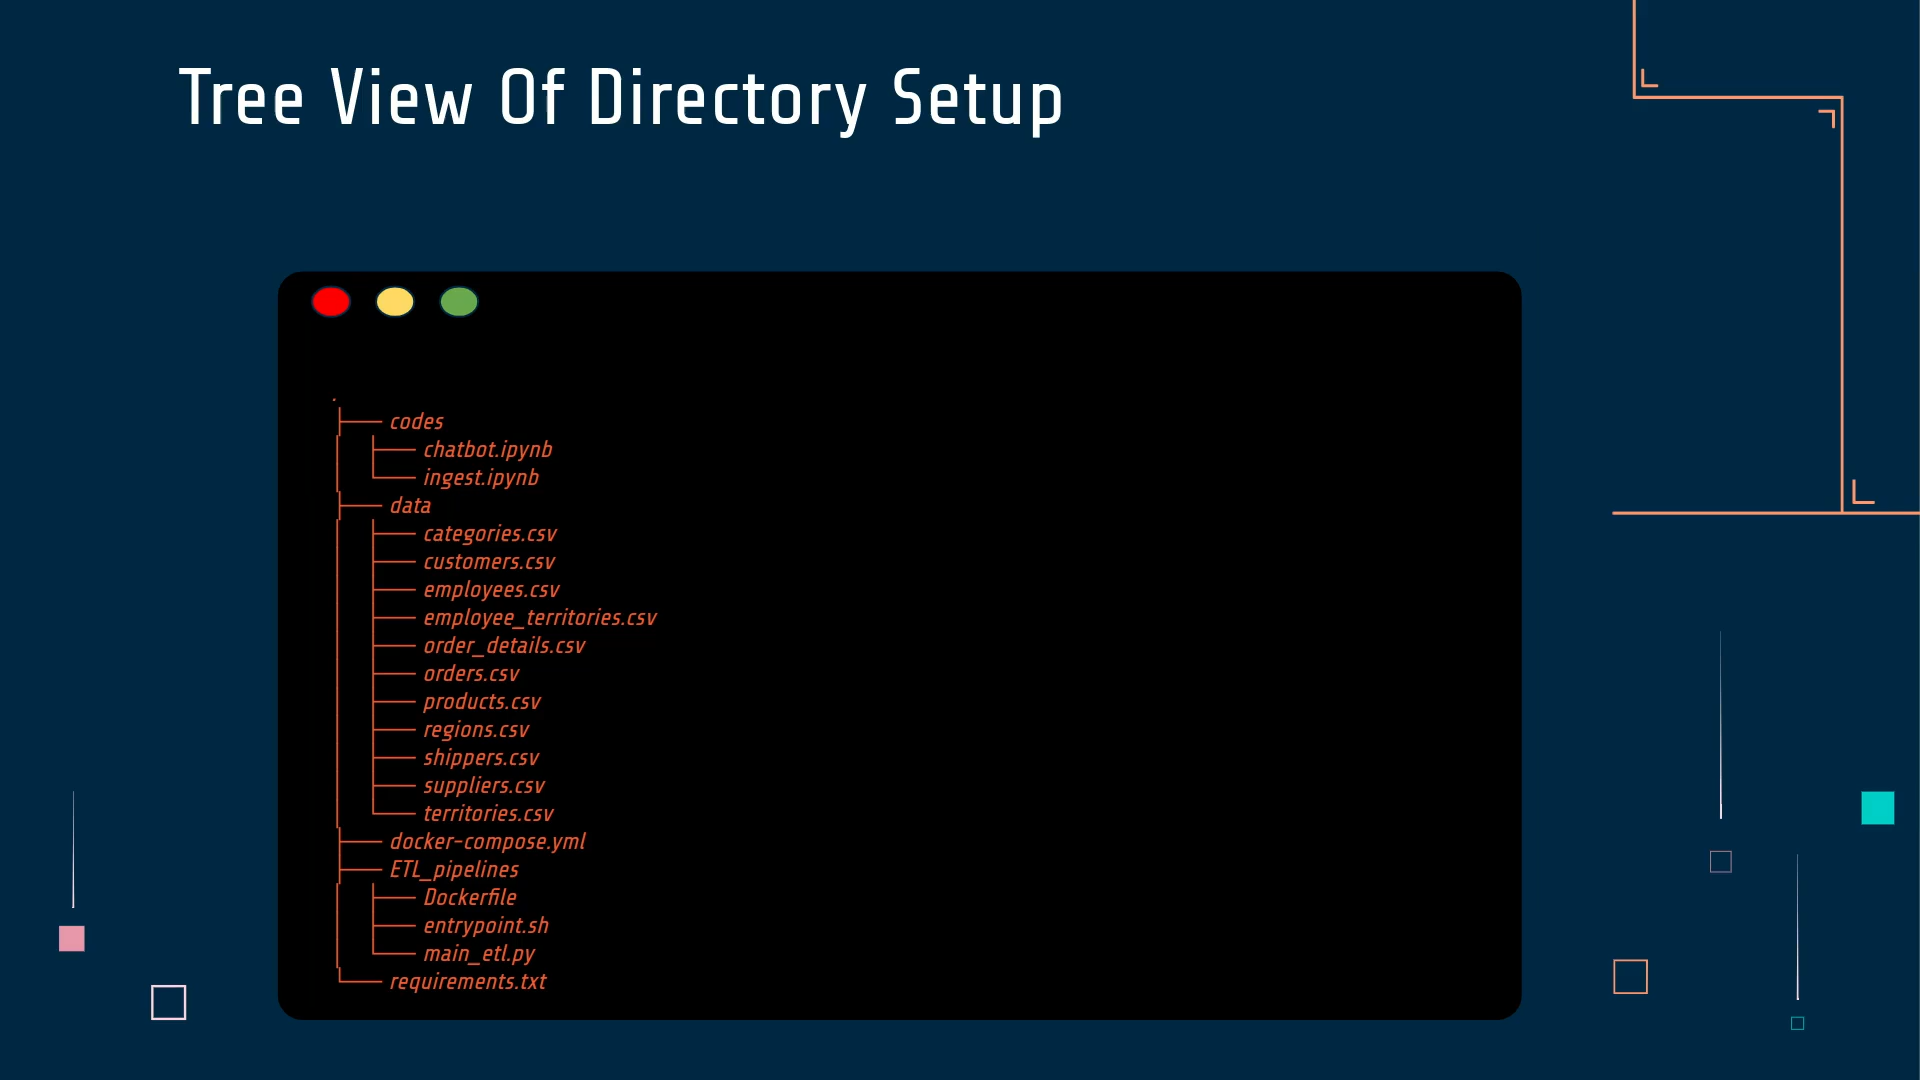 Tree View Of Directory Setup
.
├── codes
│   ├── chatbot.ipynb
│   └── ingest.ipynb
├── data
│   ├── categories.csv
│   ├── customers.csv
│   ├── employees.csv
│   ├── employee_territories.csv
│   ├── order_details.csv
│   ├── orders.csv
│   ├── products.csv
│   ├── regions.csv
│   ├── shippers.csv
│   ├── suppliers.csv
│   └── territories.csv
├── docker-compose.yml
├── ETL_pipelines
│   ├── Dockerfile
│   ├── entrypoint.sh
│   └── main_etl.py
└── requirements.txt